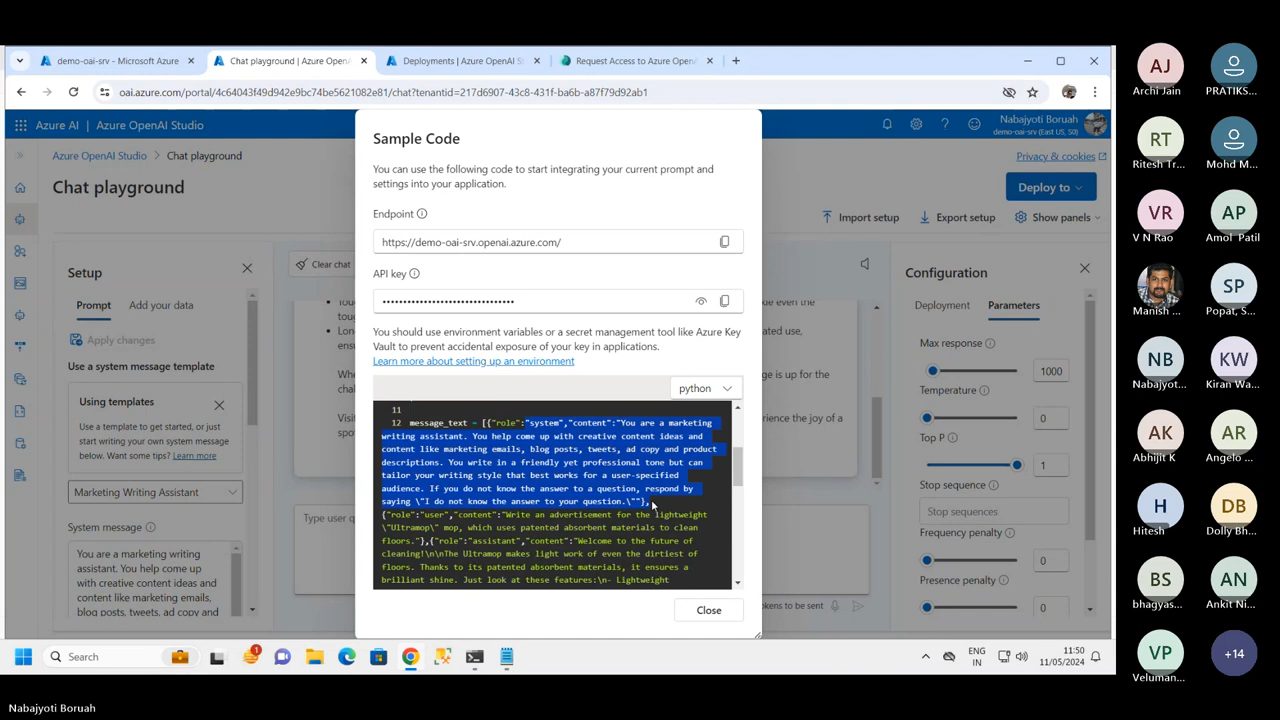 demo-oai-srv - Microsoft Azure
Chat playground | Azure OpenAI
Deployments | Azure OpenAI St
Request Access to Azure OpenAI
oai.azure.com/portal/4c64043f49d942e9bc74be5621082e81/chat?tenantid=217d6907-43c8-431f-ba6b-a87f79d92ab1
Azure AI | Azure OpenAI Studio
Nabajyoti Boruah
demo-oai-srv (East US, S0)
Azure OpenAI Studio > Chat playground
Privacy & cookies
Chat playground
Deploy to
Import setup
Export setup
Show panels
Setup
Prompt
Add your data
Apply changes
Use a system message template
Using templates
Use a template to get started, or just
start writing your own system message
below. Want some tips? Learn more
Marketing Writing Assistant
System message
You are a marketing
writing assistant. You help
come up with creative
content ideas and content
like marketing emails,
blog posts, tweets, ad copy and
Clear chat
Type user q
okens to be sent
Sample Code
You can use the following code to start integrating your current prompt and
settings into your application.
Endpoint
https://demo-oai-srv.openai.azure.com/
API key
••••••••••••••••••••••••••••••••
You should use environment variables or a secret management tool like Azure Key
Vault to prevent accidental exposure of your key in applications.
Learn more about setting up an environment
python
11
12 message_text = [{"role":"system","content":"You are a marketing
writing assistant. You help come up with creative content ideas and
content like marketing emails, blog posts, tweets, ad copy and product
descriptions. You write in a friendly yet professional tone but can
tailor your writing style that best works for a user-specified
audience. If you do not know the answer to a question, respond by
saying \"I do not know the answer to your question.\""},
{"role":"user","content":"Write an advertisement for the lightweight
\"Ultramop\" mop, which uses patented absorbent materials to clean
floors."},{"role":"assistant","content":"Welcome to the future of
cleaning!\n\nThe Ultramop makes light work of even the dirtiest of
floors. Thanks to its patented absorbent materials, it ensures a
brilliant shine. Just look at these features:\n- Lightweight
Close
Configuration
Deployment
Parameters
Max response
1000
Temperature
0
Top P
1
Stop sequence
Stop sequences
Frequency penalty
0
Presence penalty
0
Search
ENG
IN
11:50
11/05/2024
AJ
Archi Jain
PRATIKS...
RT
Ritesh Tr...
Mohd M...
VR
V N Rao
AP
Amol Patil
Manish ...
SP
Popat, S...
NB
Nabajyot...
KW
Kiran Wa...
AK
Abhijit K
AR
Angelo ...
H
Hitesh
DB
Dolly Bh...
BS
bhagyas...
AN
Ankit Ni...
VP
Veluman...
+14
Nabajyoti Boruah